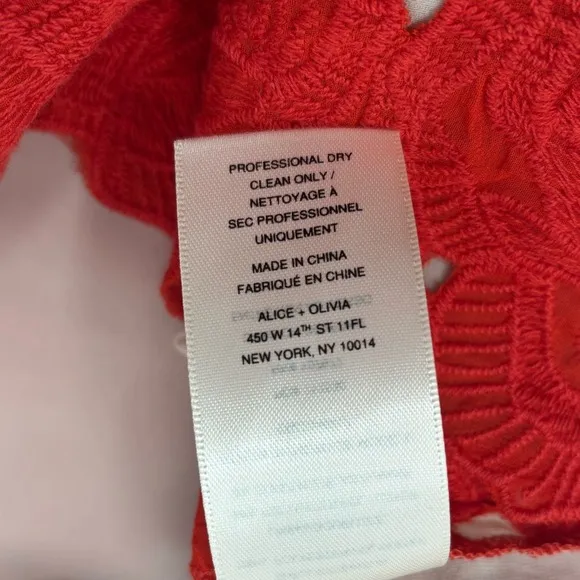 PROFESSIONAL DRY
CLEAN ONLY /
NETTOYAGE À
SEC PROFESSIONNEL
UNIQUEMENT
MADE IN CHINA
FABRIQUÉ EN CHINE
ALICE + OLIVIA
450 W 14TH ST 11FL
NEW YORK, NY 10014